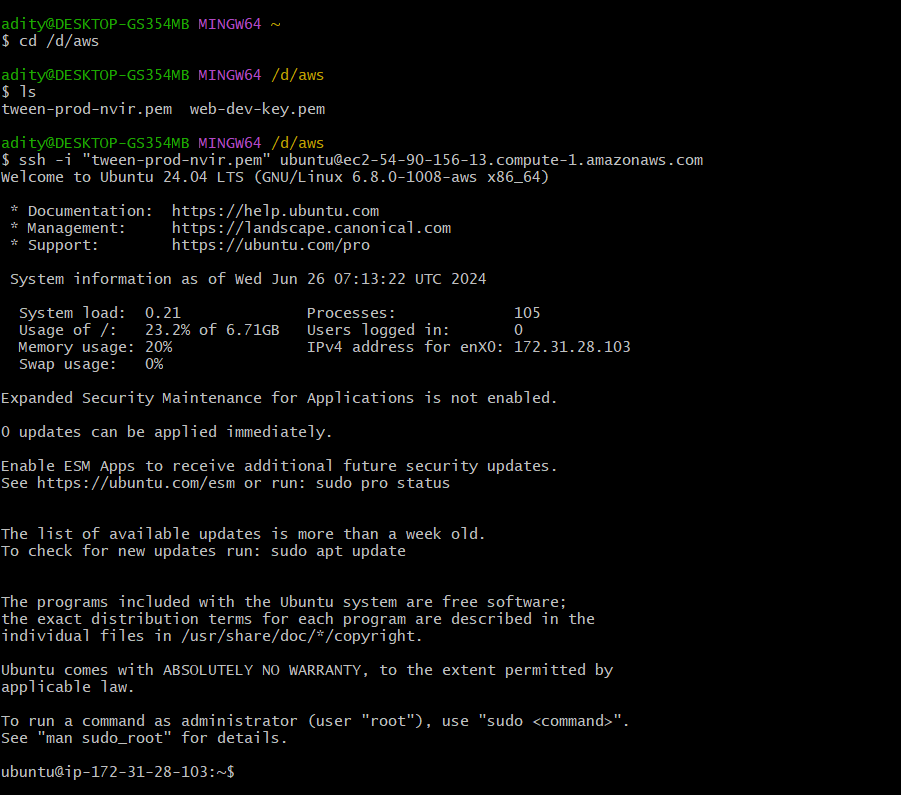 adity@DESKTOP-GS354MB MINGW64 ~
$ cd /d/aws
adity@DESKTOP-GS354MB MINGW64 /d/aws
$ ls
tween-prod-nvir.pem  web-dev-key.pem
adity@DESKTOP-GS354MB MINGW64 /d/aws
$ ssh -i "tween-prod-nvir.pem" ubuntu@ec2-54-90-156-13.compute-1.amazonaws.com
Welcome to Ubuntu 24.04 LTS (GNU/Linux 6.8.0-1008-aws x86_64)
 * Documentation:  https://help.ubuntu.com
 * Management:     https://landscape.canonical.com
 * Support:        https://ubuntu.com/pro
 System information as of Wed Jun 26 07:13:22 UTC 2024
  System load:  0.21              Processes:             105
  Usage of /:   23.2% of 6.71GB   Users logged in:       0
  Memory usage: 20%               IPv4 address for enX0: 172.31.28.103
  Swap usage:   0%
Expanded Security Maintenance for Applications is not enabled.
0 updates can be applied immediately.
Enable ESM Apps to receive additional future security updates.
See https://ubuntu.com/esm or run: sudo pro status
The list of available updates is more than a week old.
To check for new updates run: sudo apt update
The programs included with the Ubuntu system are free software;
the exact distribution terms for each program are described in the
individual files in /usr/share/doc/*/copyright.
Ubuntu comes with ABSOLUTELY NO WARRANTY, to the extent permitted by
applicable law.
To run a command as administrator (user "root"), use "sudo <command>".
See "man sudo_root" for details.
ubuntu@ip-172-31-28-103:~$